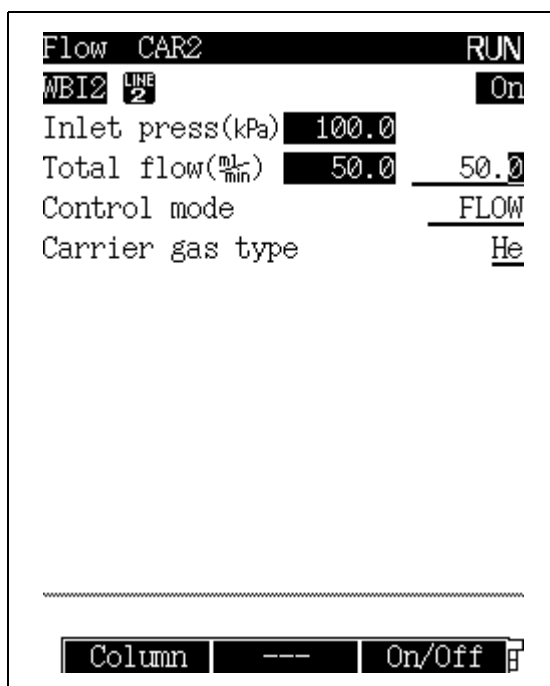 Flow CAR2 RUN
WBI2 LINE 2 On
Inlet press(kPa) 100.0
Total flow(ml/min) 50.0 50.0
Control mode FLOW
Carrier gas type He
Column --- On/Off